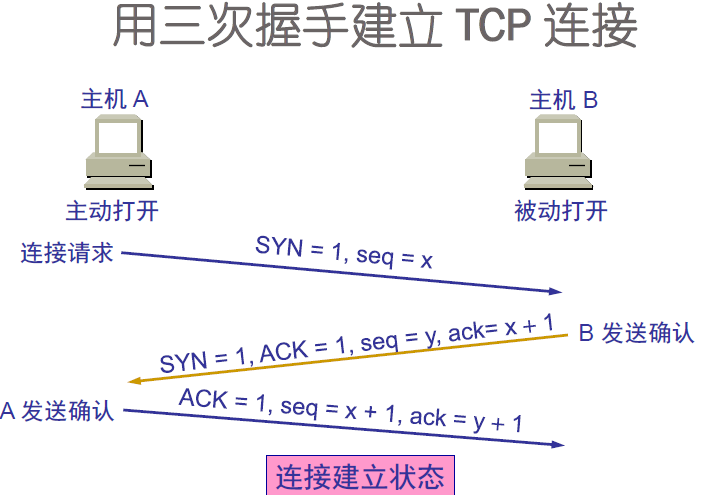 用三次握手建立 TCP 连接
主机 A
主机 B
主动打开
被动打开
连接请求
SYN = 1, seq = x
SYN = 1, ACK = 1, seq = y, ack= x + 1
B 发送确认
A 发送确认
ACK = 1, seq = x + 1, ack = y + 1
连接建立状态